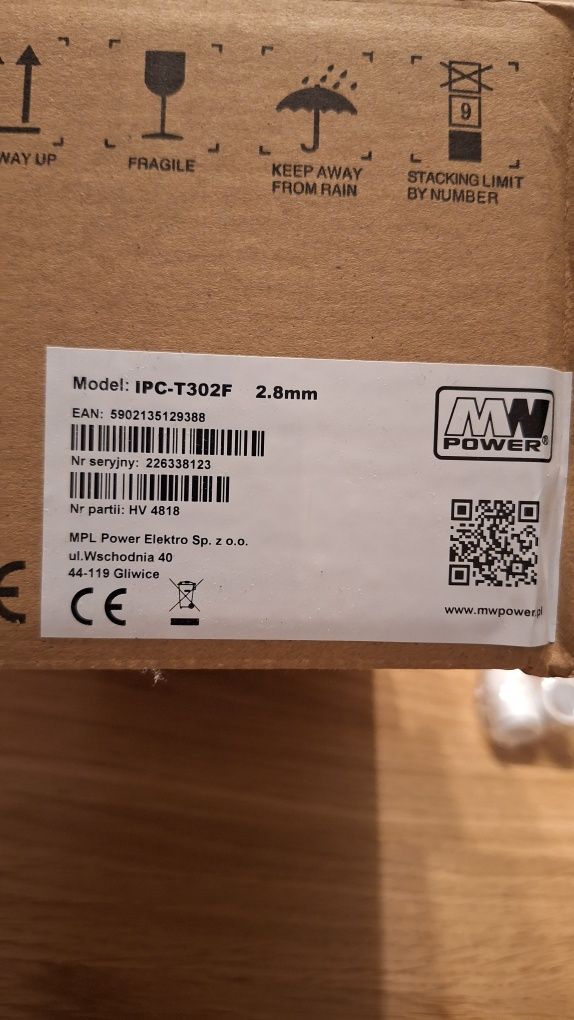 WAY UP
FRAGILE
KEEP AWAY
FROM RAIN
9
STACKING LIMIT
BY NUMBER
Model: IPC-T302F 2.8mm
EAN: 5902135129388
Nr seryjny: 226338123
Nr partii: HV 4818
MW
POWER®
MPL Power Elektro Sp. z o.o.
ul.Wschodnia 40
44-119 Gliwice
CE
www.mwpower.pl